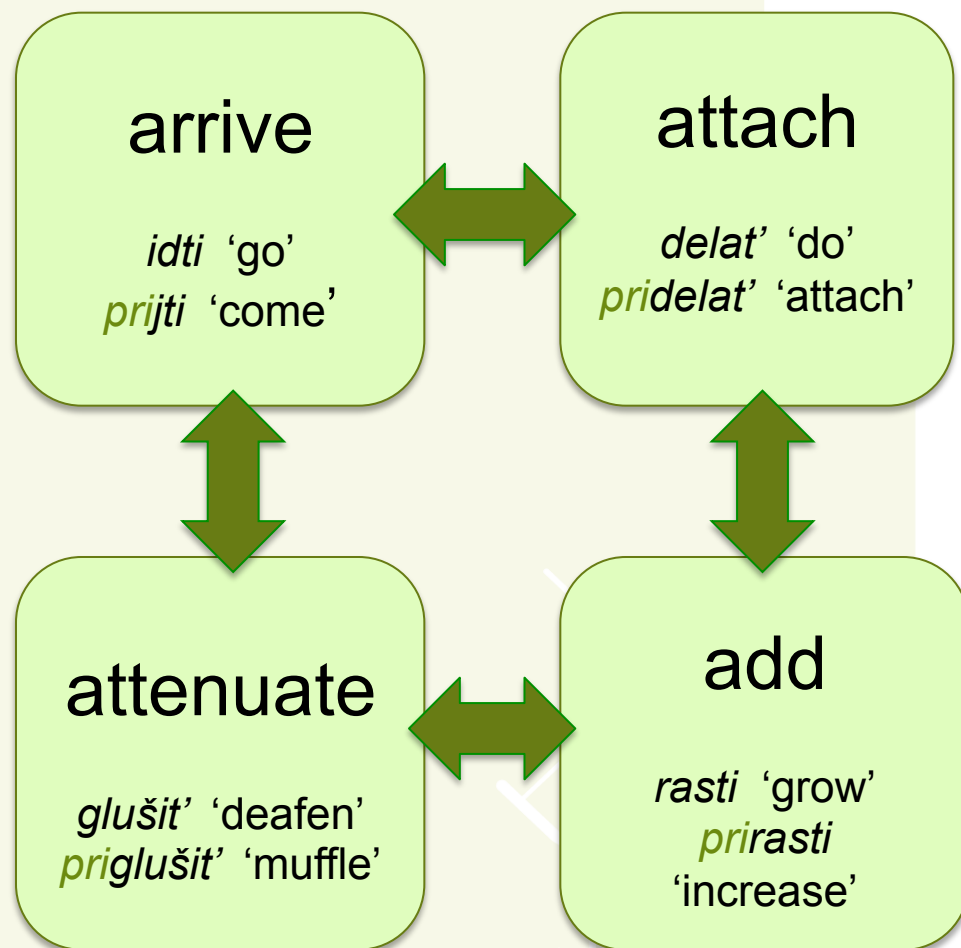 arrive
idti ‘go’
prijti ‘come’
attach
delat’ ‘do’
pridelat’ ‘attach’
attenuate
glušit’ ‘deafen’
priglušit’ ‘muffle’
add
rasti ‘grow’
prirasti
‘increase’